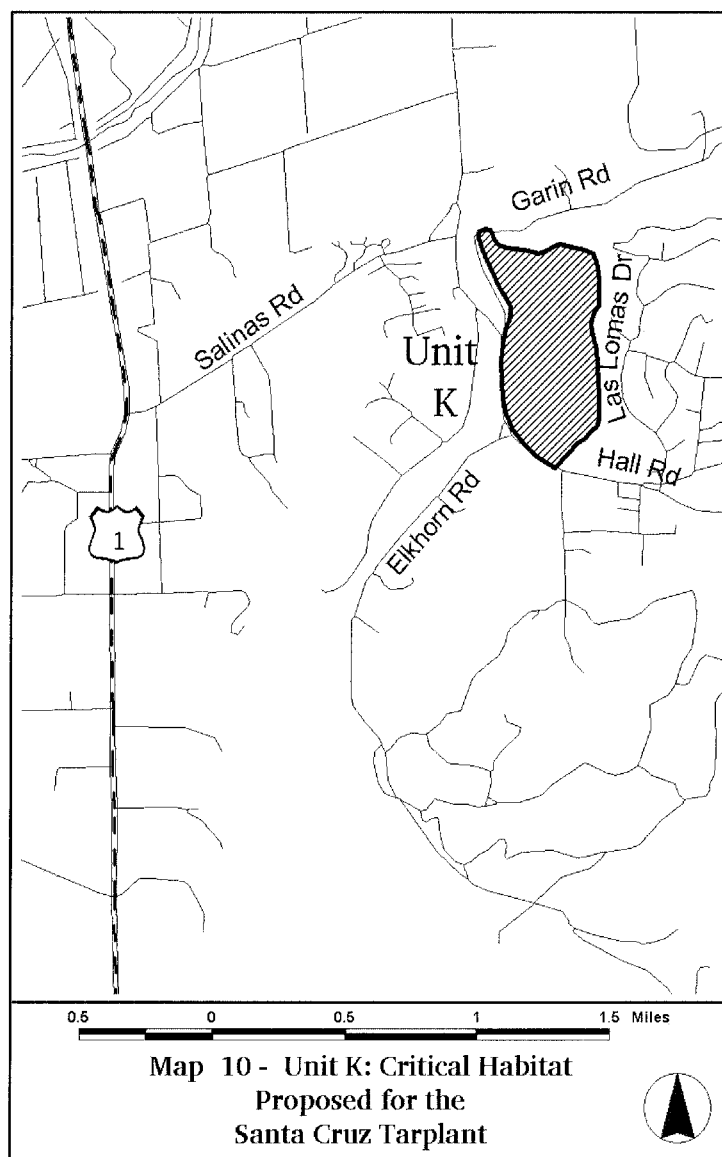 Garin Rd
Salinas Rd
Las Lomas Dr
Unit
K
Hall Rd
Elkhorn Rd
1
0.5 0 0.5 1 1.5 Miles
Map 10 - Unit K: Critical Habitat
Proposed for the
Santa Cruz Tarplant